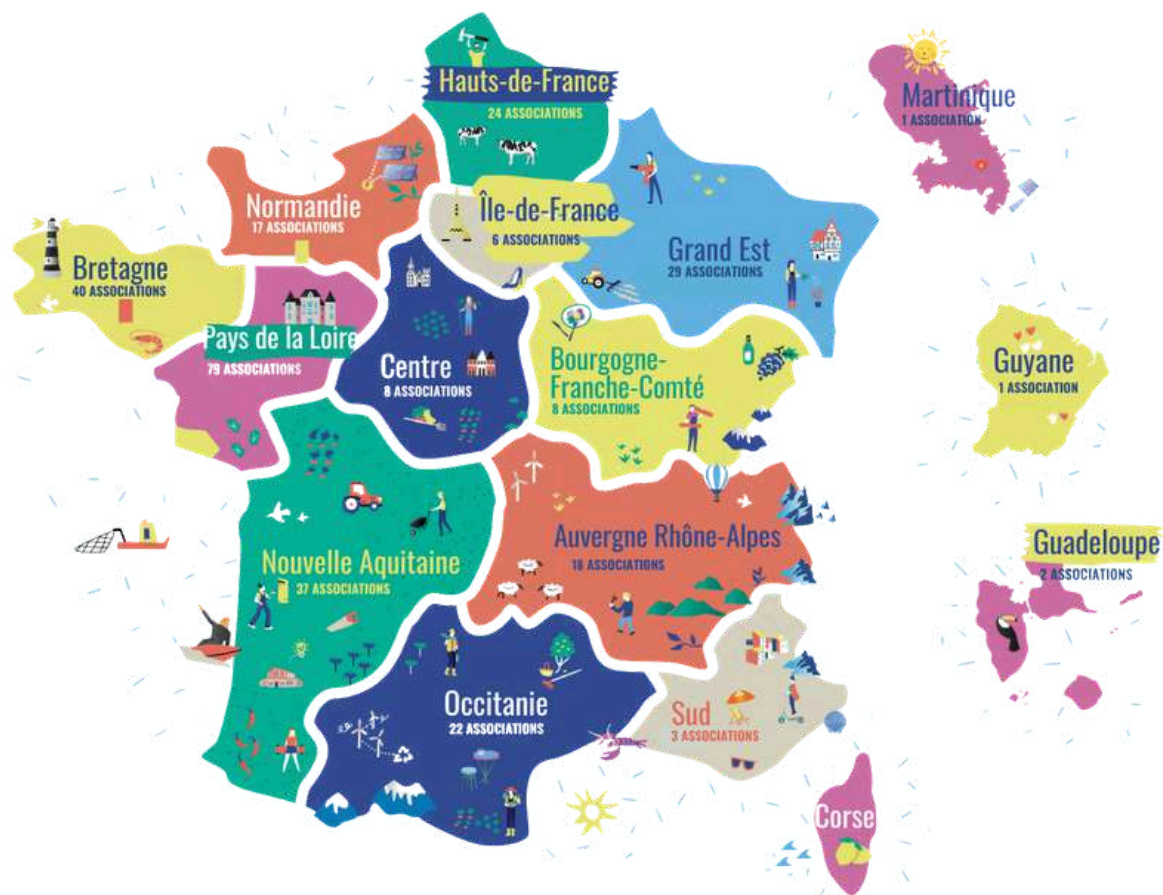 Hauts-de-France
24 ASSOCIATIONS
Martinique
1 ASSOCIATION
Normandie
17 ASSOCIATIONS
Île-de-France
6 ASSOCIATIONS
Grand Est
29 ASSOCIATIONS
Bretagne
40 ASSOCIATIONS
Pays de la Loire
79 ASSOCIATIONS
Centre
8 ASSOCIATIONS
Bourgogne-
Franche-Comté
8 ASSOCIATIONS
Guyane
1 ASSOCIATION
Nouvelle Aquitaine
37 ASSOCIATIONS
Auvergne Rhône-Alpes
18 ASSOCIATIONS
Guadeloupe
2 ASSOCIATIONS
Occitanie
22 ASSOCIATIONS
Sud
3 ASSOCIATIONS
Corse